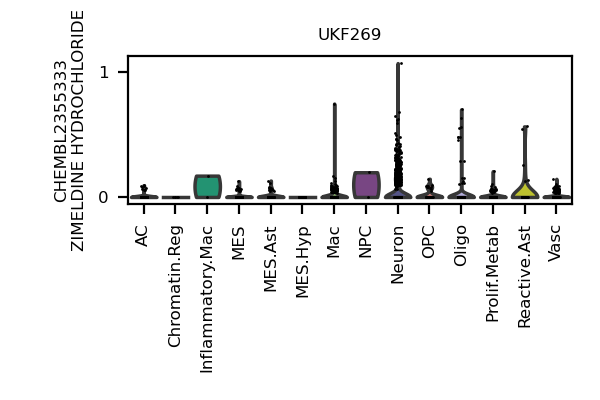 UKF269
CHEMBL2355333
ZIMELDINE HYDROCHLORIDE
1
0
AC
Chromatin.Reg
Inflammatory.Mac
MES
MES.Ast
MES.Hyp
Mac
NPC
Neuron
OPC
Oligo
Prolif.Metab
Reactive.Ast
Vasc